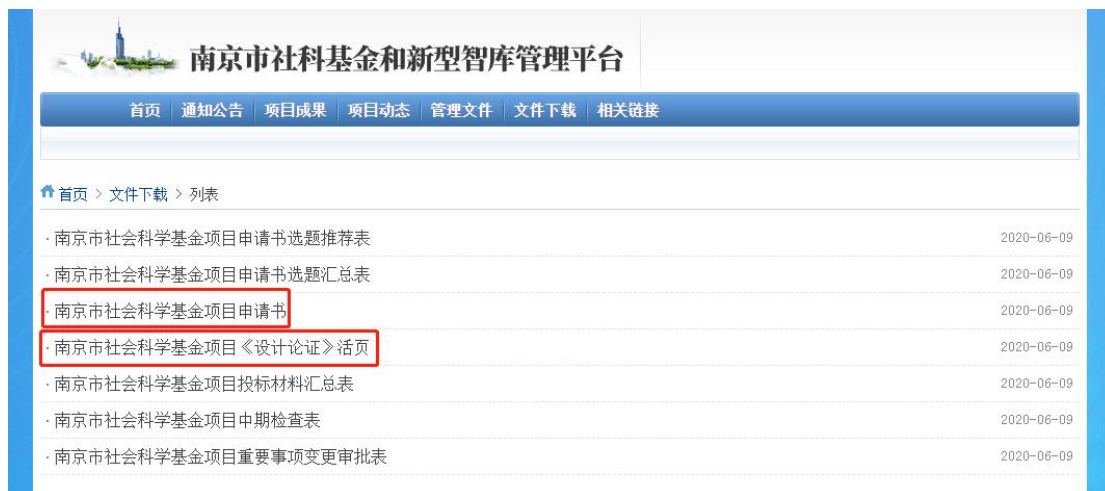 南京市社科基金和新型智库管理平台
首页 通知公告 项目成果 项目动态 管理文件 文件下载 相关链接
首页 > 文件下载 > 列表
·南京市社会科学基金项目申请书选题推荐表 2020-06-09
·南京市社会科学基金项目申请书选题汇总表 2020-06-09
·南京市社会科学基金项目申请书 2020-06-09
·南京市社会科学基金项目《设计论证》活页 2020-06-09
·南京市社会科学基金项目投标材料汇总表 2020-06-09
·南京市社会科学基金项目中期检查表 2020-06-09
·南京市社会科学基金项目重要事项变更审批表 2020-06-09